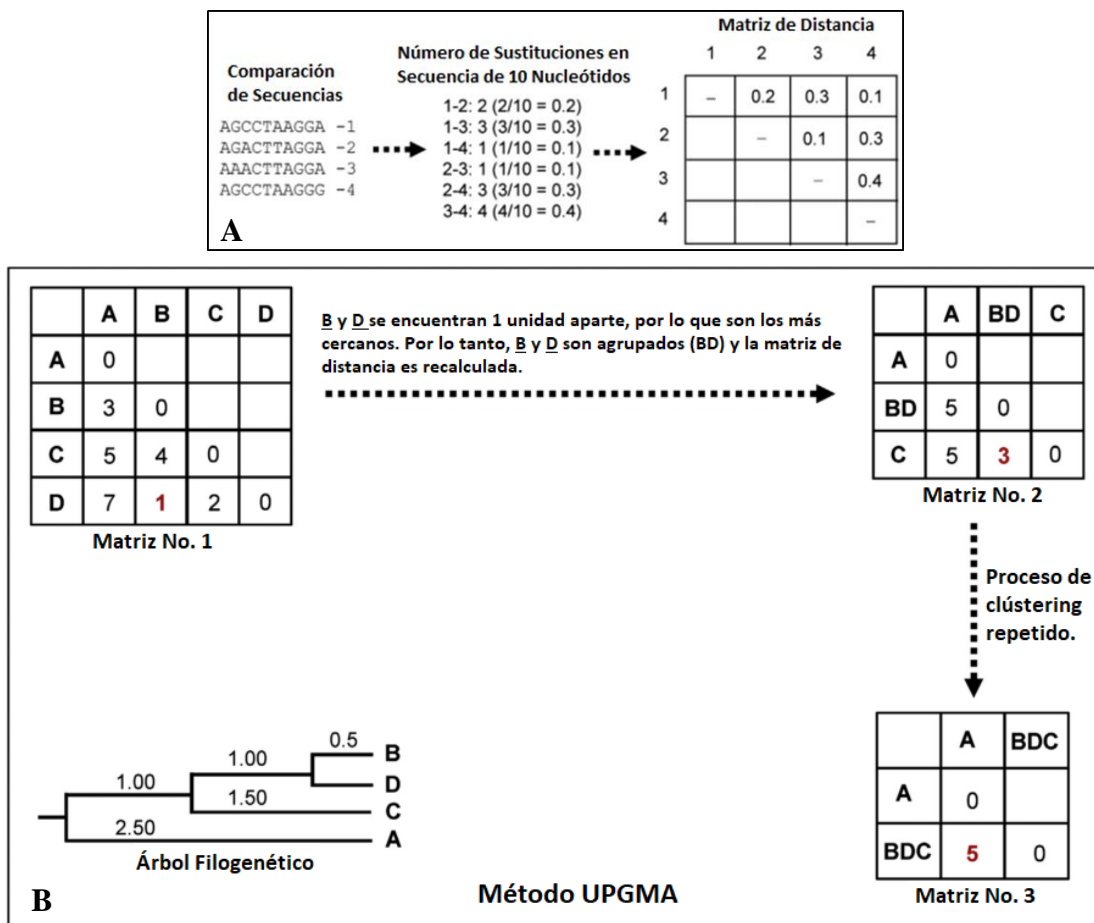 Comparación
de Secuencias
AGCCTAAGGA -1
AGACTTAGGA -2
AAACTTAGGA -3
AGCCTAAGGG -4
Número de Sustituciones en
Secuencia de 10 Nucleótidos
1-2: 2 (2/10 = 0.2)
1-3: 3 (3/10 = 0.3)
1-4: 1 (1/10 = 0.1)
2-3: 1 (1/10 = 0.1)
2-4: 3 (3/10 = 0.3)
3-4: 4 (4/10 = 0.4)
Matriz de Distancia
1 2 3 4
1 – 0.2 0.3 0.1
2 – 0.1 0.3
3 – 0.4
4 –
A
A B C D
A 0
B 3 0
C 5 4 0
D 7 1 2 0
Matriz No. 1
B y D se encuentran 1 unidad aparte, por lo que son los más
cercanos. Por lo tanto, B y D son agrupados (BD) y la matriz de
distancia es recalculada.
A BD C
A 0
BD 5 0
C 5 3 0
Matriz No. 2
Proceso de
clústering
repetido.
A BDC
A 0
BDC 5 0
Matriz No. 3
0.5 B
1.00
D
1.00
1.50 C
2.50 A
Árbol Filogenético
B
Método UPGMA